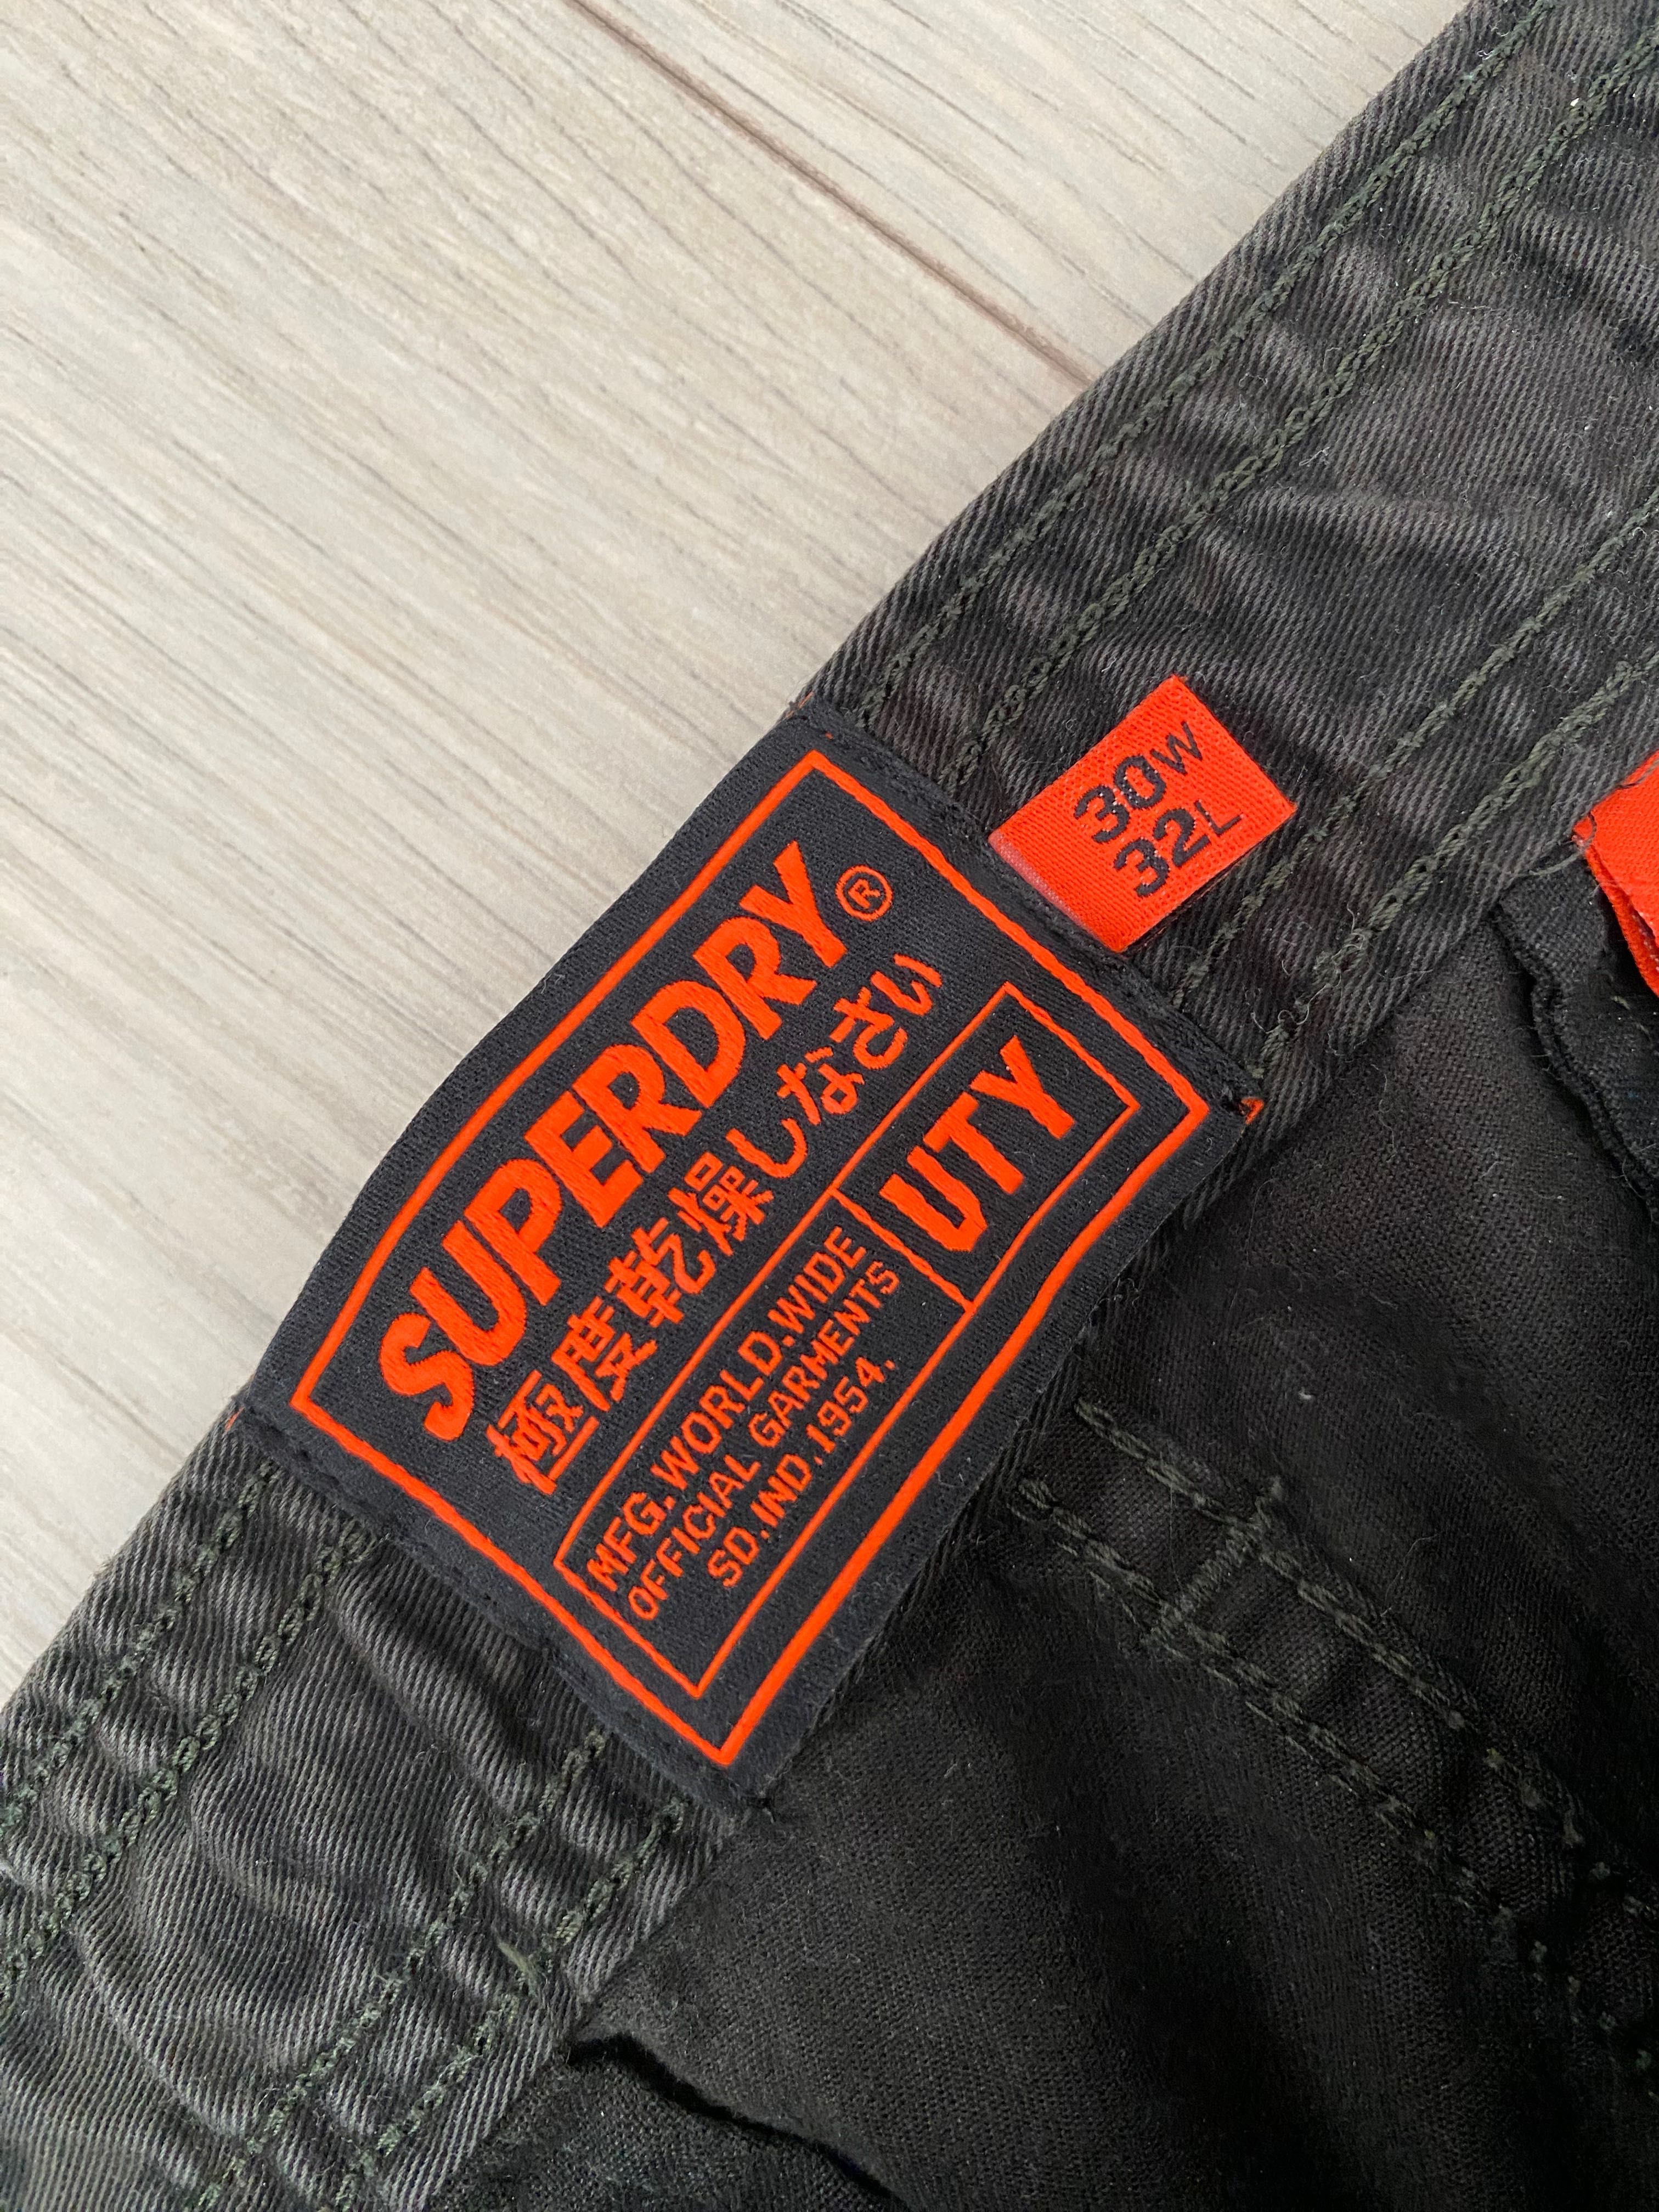 30W
32L
SUPERDRY®
極度乾燥しなさい
MFG. WORLD. WIDE
OFFICIAL GARMENTS
SD. IND. 1954.
UTY